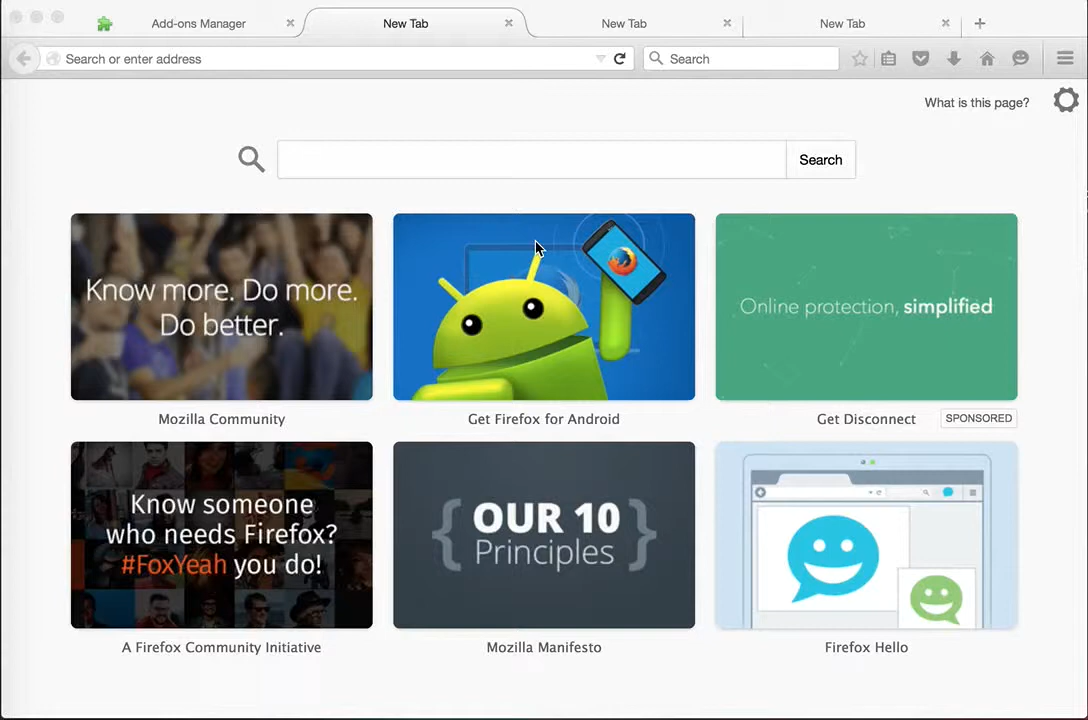 Add-ons Manager
New Tab
New Tab
New Tab
Search or enter address
Search
What is this page?
Search
Know more. Do more.
Do better.
Mozilla Community
Get Firefox for Android
Online protection, simplified
Get Disconnect
SPONSORED
Know someone
who needs Firefox?
#FoxYeah you do!
A Firefox Community Initiative
{ OUR 10
Principles }
Mozilla Manifesto
Firefox Hello